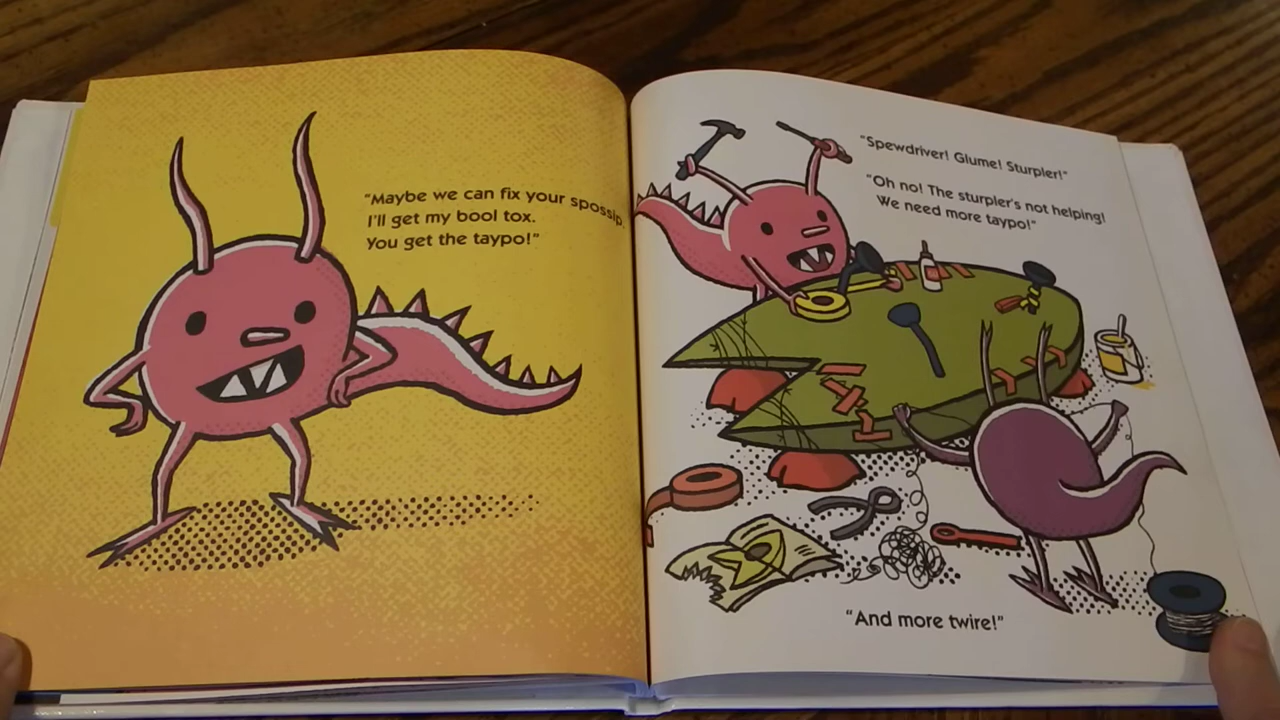 "Maybe we can fix your spossip.
I'll get my bool tox.
You get the taypo!"
"Spewdriver! Glume! Sturpler!"
"Oh no! The sturpler's not helping!
We need more taypo!"
"And more twire!"